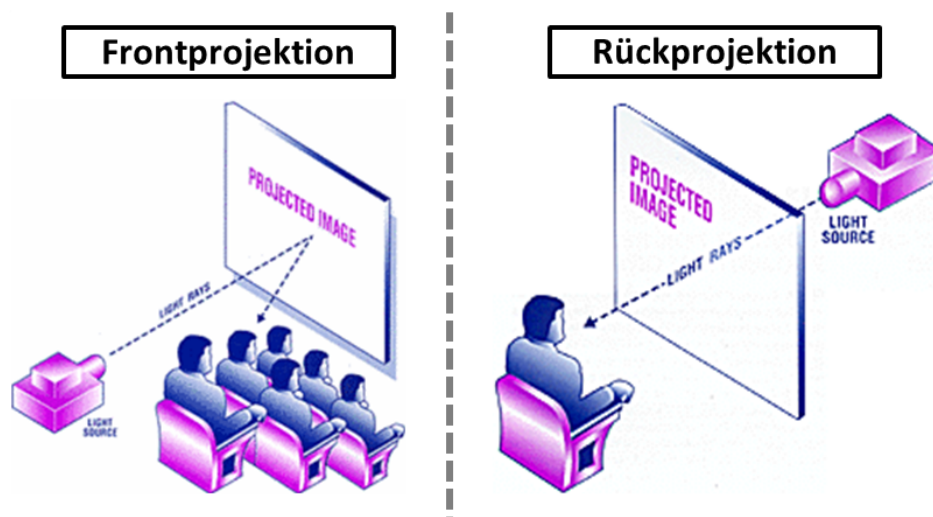 Frontprojektion
PROJECTED IMAGE
LIGHT RAYS
LIGHT
SOURCE
Rückprojektion
PROJECTED
IMAGE
LIGHT
SOURCE
LIGHT RAYS